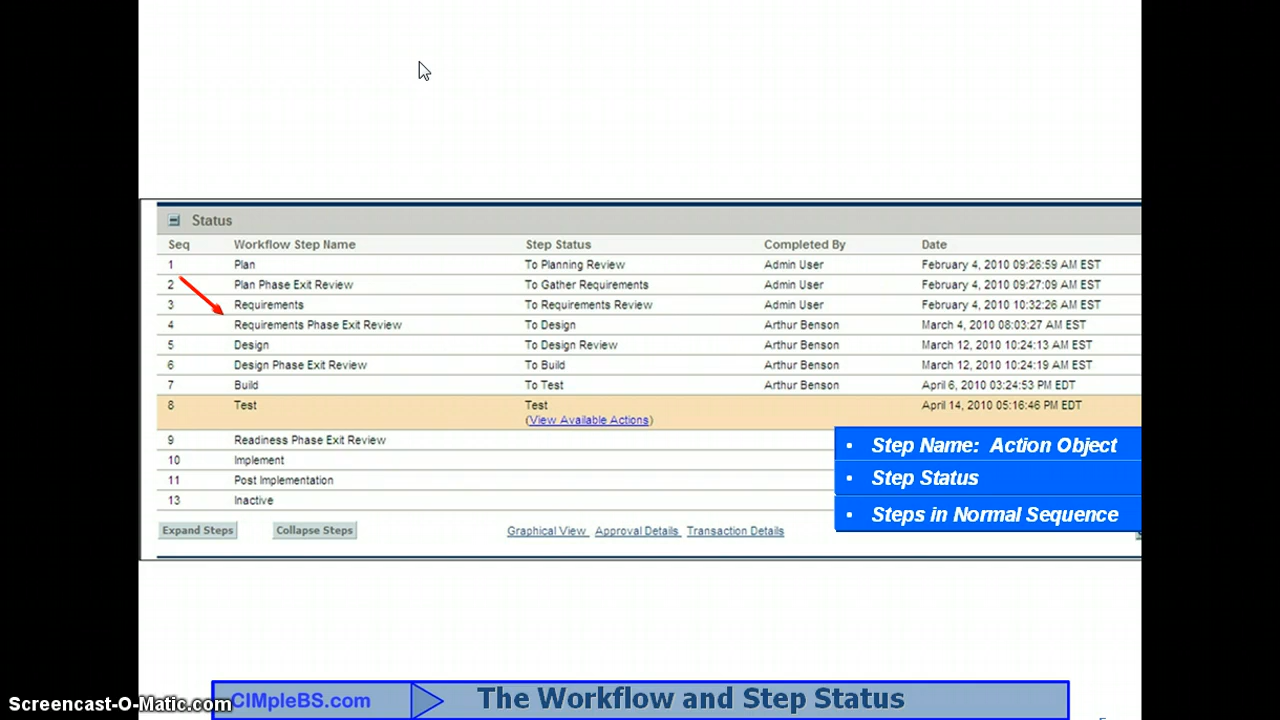 Status
Seq Workflow Step Name Step Status Completed By Date
1 Plan To Planning Review Admin User February 4, 2010 09:26:59 AM EST
2 Plan Phase Exit Review To Gather Requirements Admin User February 4, 2010 09:27:09 AM EST
3 Requirements To Requirements Review Admin User February 4, 2010 10:32:26 AM EST
4 Requirements Phase Exit Review To Design Arthur Benson March 4, 2010 08:03:27 AM EST
5 Design To Design Review Arthur Benson March 12, 2010 10:24:13 AM EST
6 Design Phase Exit Review To Build Arthur Benson March 12, 2010 10:24:19 AM EST
7 Build To Test Arthur Benson April 6, 2010 03:24:53 PM EDT
8 Test Test April 14, 2010 05:16:46 PM EDT
(View Available Actions)
9 Readiness Phase Exit Review
10 Implement
11 Post Implementation
13 Inactive
• Step Name: Action Object
• Step Status
• Steps in Normal Sequence
Expand Steps Collapse Steps Graphical View Approval Details Transaction Details
CIMpleBS.com The Workflow and Step Status
Screencast-O-Matic.com